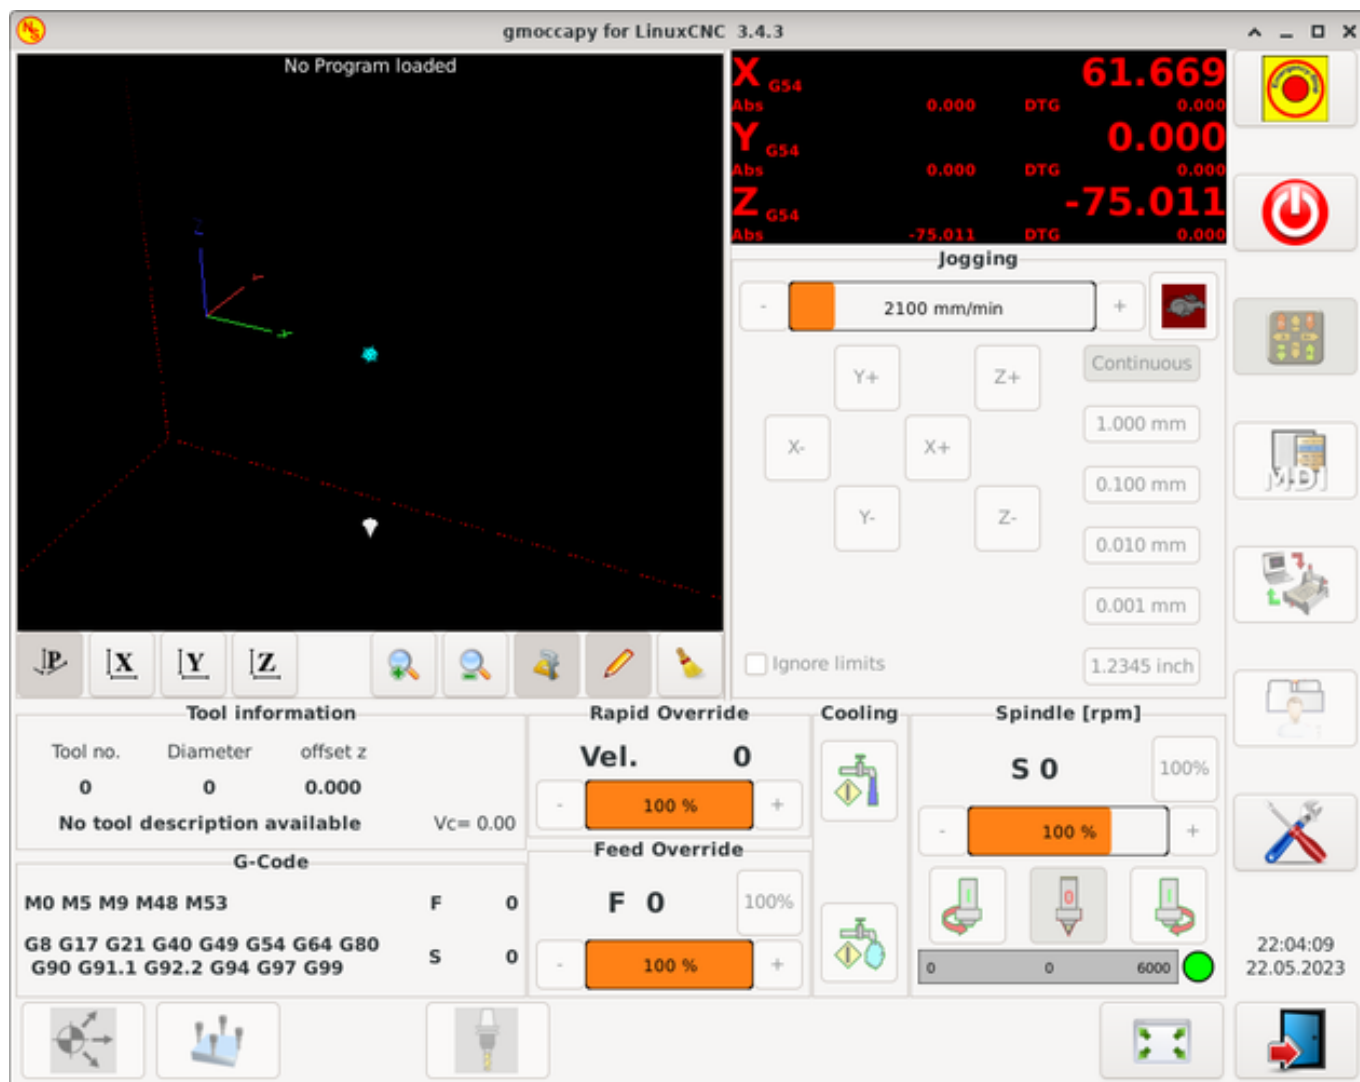 gmoccapy for LinuxCNC 3.4.3
No Program loaded
X G54 61.669
Abs 0.000 DTG 0.000
Y G54 0.000
Abs 0.000 DTG 0.000
Z G54 -75.011
Abs -75.011 DTG 0.000
Emergency Stop
Z
Y
X
Jogging
- 2100 mm/min +
Y+ Z+ Continuous
1.000 mm
X- X+
0.100 mm
Y- Z-
0.010 mm
0.001 mm
Ignore limits 1.2345 inch
MDI
P X Y Z
Tool information
Tool no. Diameter offset z
0 0 0.000
No tool description available Vc= 0.00
Rapid Override
Vel. 0
- 100 % +
Cooling
Spindle [rpm]
S 0 100%
- 100 % +
1 0 1
0 0 6000
G-Code
M0 M5 M9 M48 M53 F 0
G8 G17 G21 G40 G49 G54 G64 G80
G90 G91.1 G92.2 G94 G97 G99
S 0
Feed Override
F 0 100%
- 100 % +
22:04:09
22.05.2023